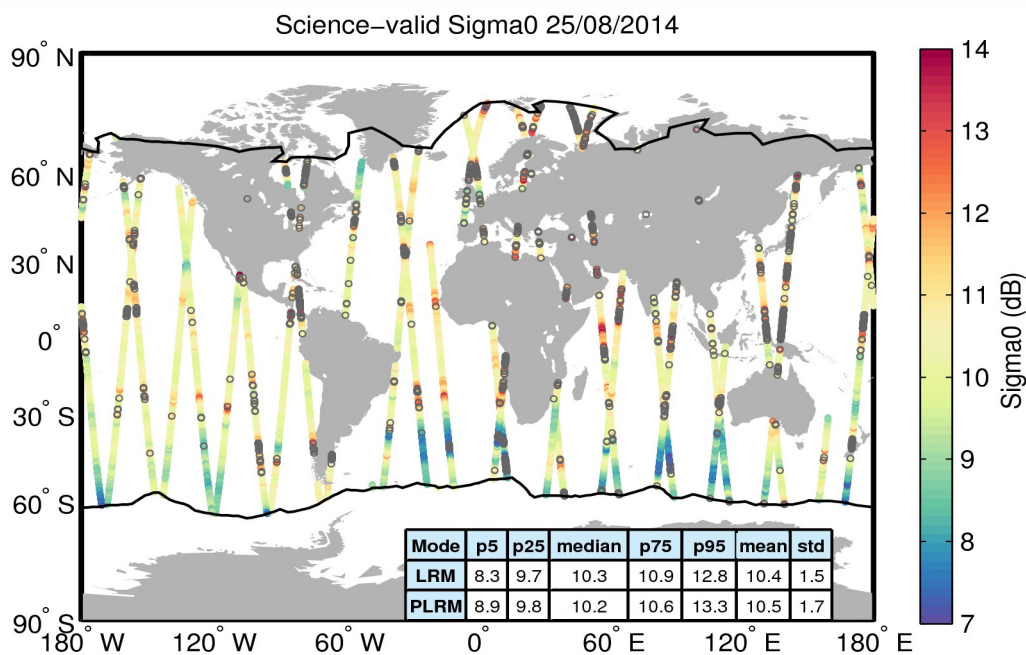 Science−valid Sigma0 25/08/2014
90° N
60° N
30° N
0°
30° S
60° S
90° S
180° W
120° W
60° W
0°
60° E
120° E
180° E
Mode p5 p25 median p75 p95 mean std
LRM 8.3 9.7 10.3 10.9 12.8 10.4 1.5
PLRM 8.9 9.8 10.2 10.6 13.3 10.5 1.7
14
13
12
11
10
9
8
7
Sigma0 (dB)